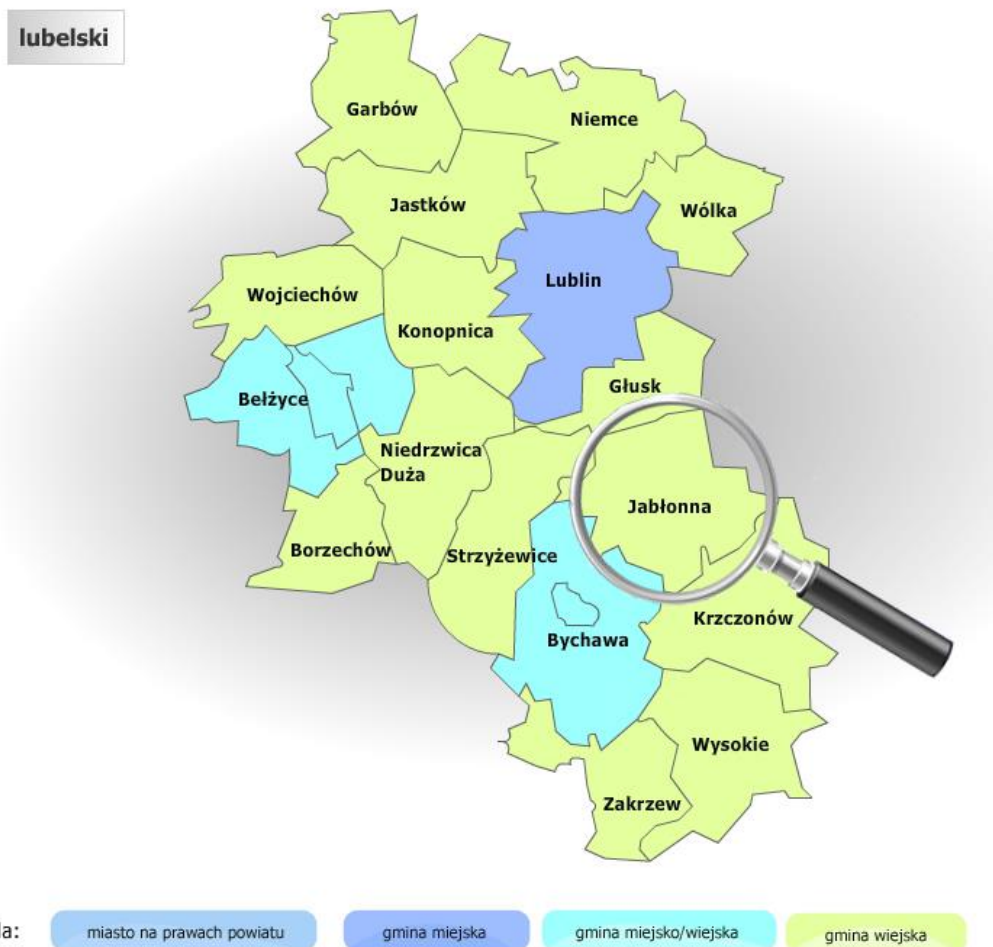 lubelski
Garbów
Niemce
Jastków
Wólka
Lublin
Wojciechów
Konopnica
Głusk
Bełżyce
Niedrzwica
Duża
Jabłonna
Borzechów
Strzyżewice
Krzczonów
Bychawa
Wysokie
Zakrzew
da:
miasto na prawach powiatu
gmina miejska
gmina miejsko/wiejska
gmina wiejska